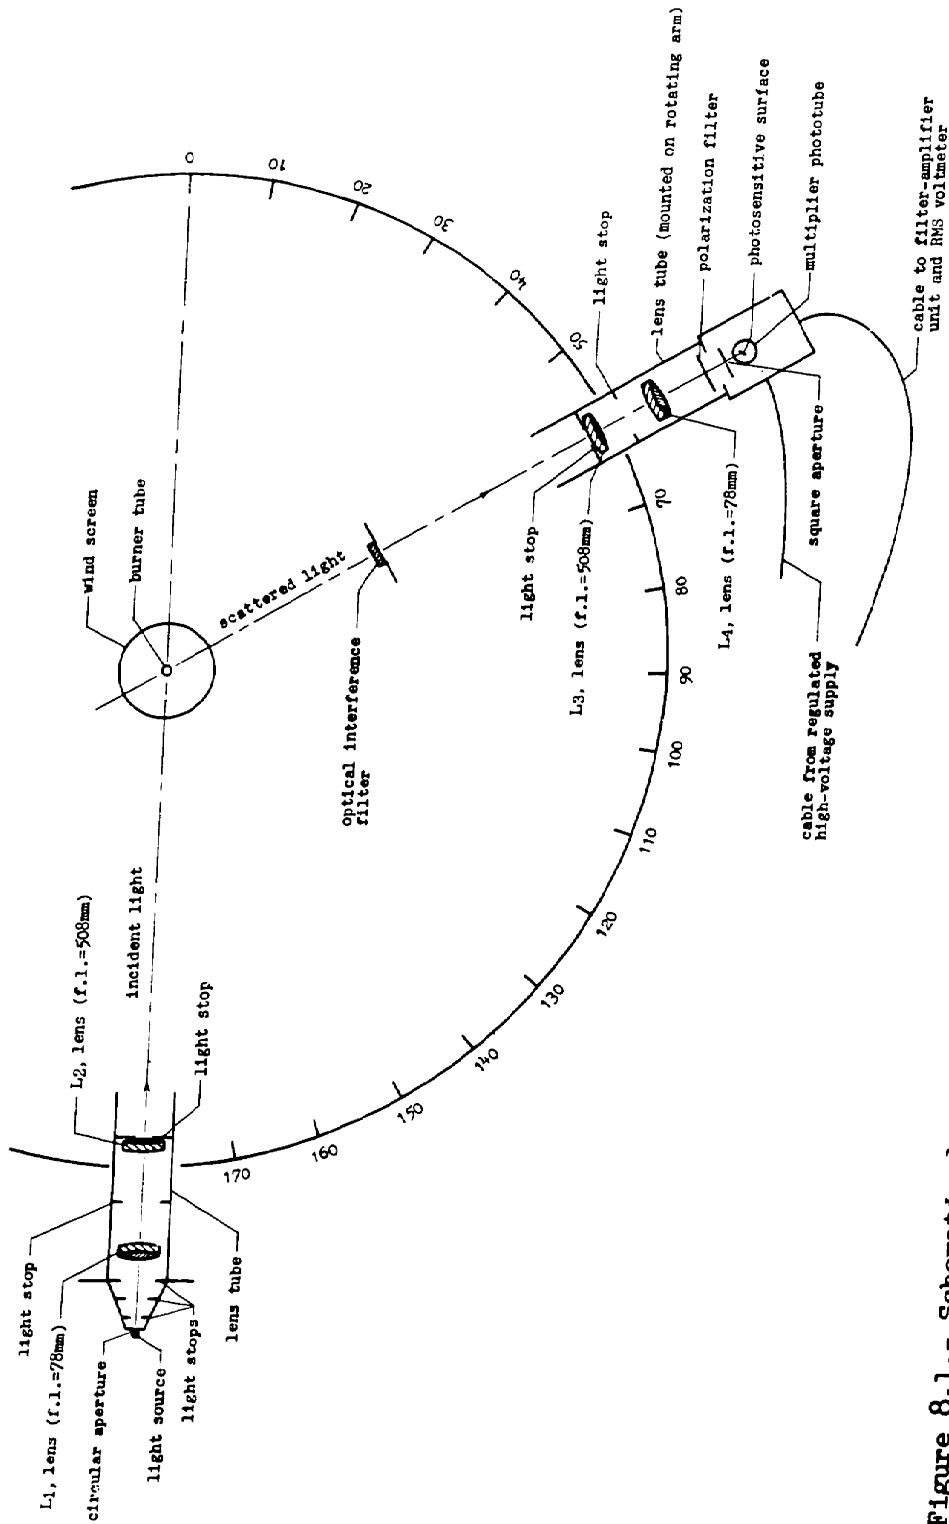 L1, lens (f.l.=78mm)
light stop
circular aperture
light source
light stops
lens tube
L2, lens (f.l.=508mm)
light stop
incident light
wind screen
burner tube
scattered light
optical interference
filter
light stop
L3, lens (f.l.=508mm)
L4, lens (f.l.=78mm)
light stop
lens tube (mounted on rotating arm)
polarization filter
photosensitive surface
multiplier phototube
square aperture
cable from regulated
high-voltage supply
cable to filter-amplifier
unit and RMS voltmeter
0
10
20
30
40
50
70
80
90
100
110
120
130
140
150
160
170
Figure 8.1.-